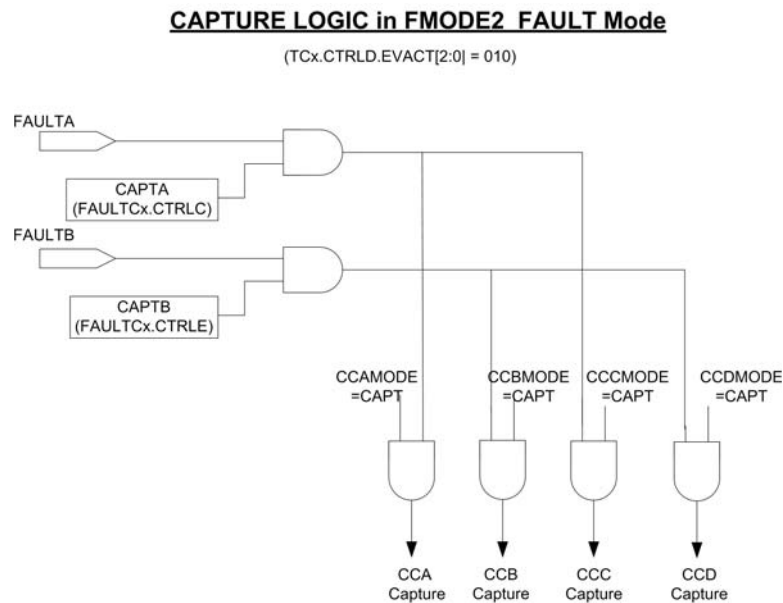 CAPTURE LOGIC in FMODE2 FAULT Mode
(TCx.CTRLD.EVACT[2:0| = 010)
FAULTA
CAPTA
(FAULTCx.CTRLC)
FAULTB
CAPTB
(FAULTCx.CTRLE)
CCAMODE
=CAPT
CCBMODE
=CAPT
CCCMODE
=CAPT
CCDMODE
=CAPT
CCA
Capture
CCB
Capture
CCC
Capture
CCD
Capture